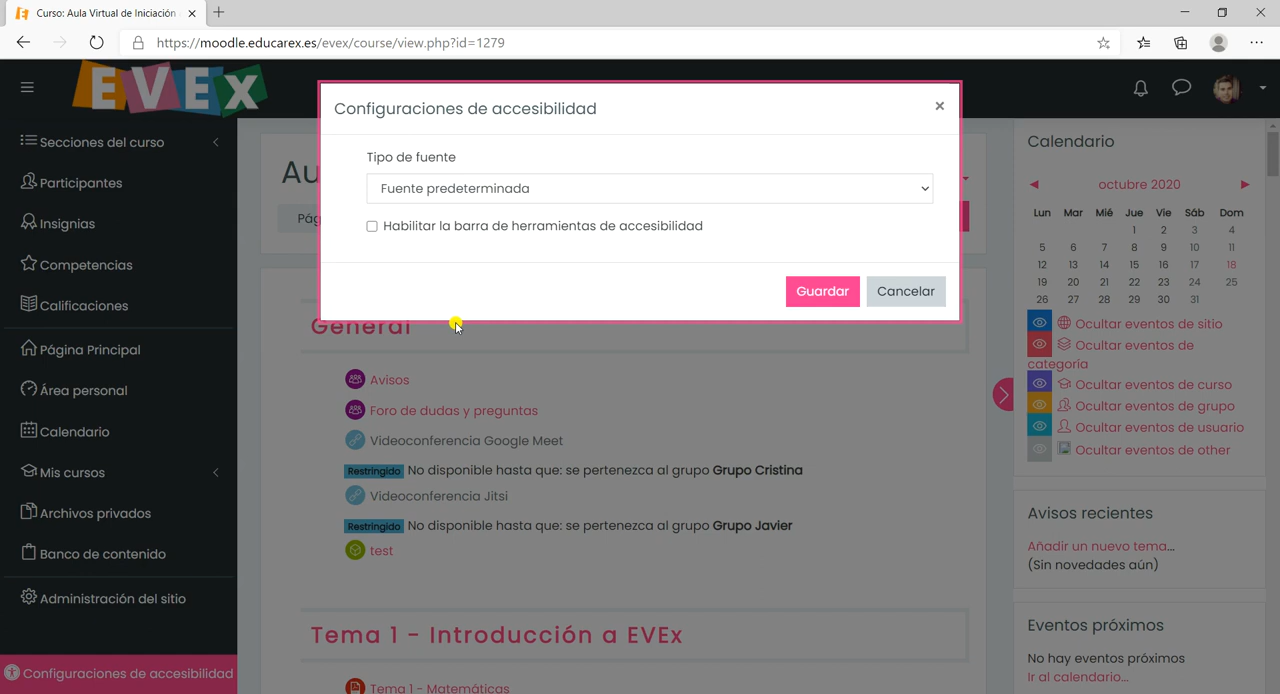 Curso: Aula Virtual de Iniciación
https://moodle.educarex.es/evex/course/view.php?id=1279
EVEX
Secciones del curso
Participantes
Insignias
Competencias
Calificaciones
Página Principal
Área personal
Calendario
Mis cursos
Archivos privados
Banco de contenido
Administración del sitio
Configuraciones de accesibilidad
Configuraciones de accesibilidad
Tipo de fuente
Fuente predeterminada
Habilitar la barra de herramientas de accesibilidad
Guardar Cancelar
Au
Pág
General
Avisos
Foro de dudas y preguntas
Videoconferencia Google Meet
Restringido No disponible hasta que: se pertenezca al grupo Grupo Cristina
Videoconferencia Jitsi
Restringido No disponible hasta que: se pertenezca al grupo Grupo Javier
test
Tema 1 - Introducción a EVEx
Tema 1 - Matemáticas
Calendario
octubre 2020
Lun Mar Mié Jue Vie Sáb Dom
1 2 3 4
5 6 7 8 9 10 11
12 13 14 15 16 17 18
19 20 21 22 23 24 25
26 27 28 29 30 31
Ocultar eventos de sitio
Ocultar eventos de
categoría
Ocultar eventos de curso
Ocultar eventos de grupo
Ocultar eventos de usuario
Ocultar eventos de other
Avisos recientes
Añadir un nuevo tema...
(Sin novedades aún)
Eventos próximos
No hay eventos próximos
Ir al calendario...